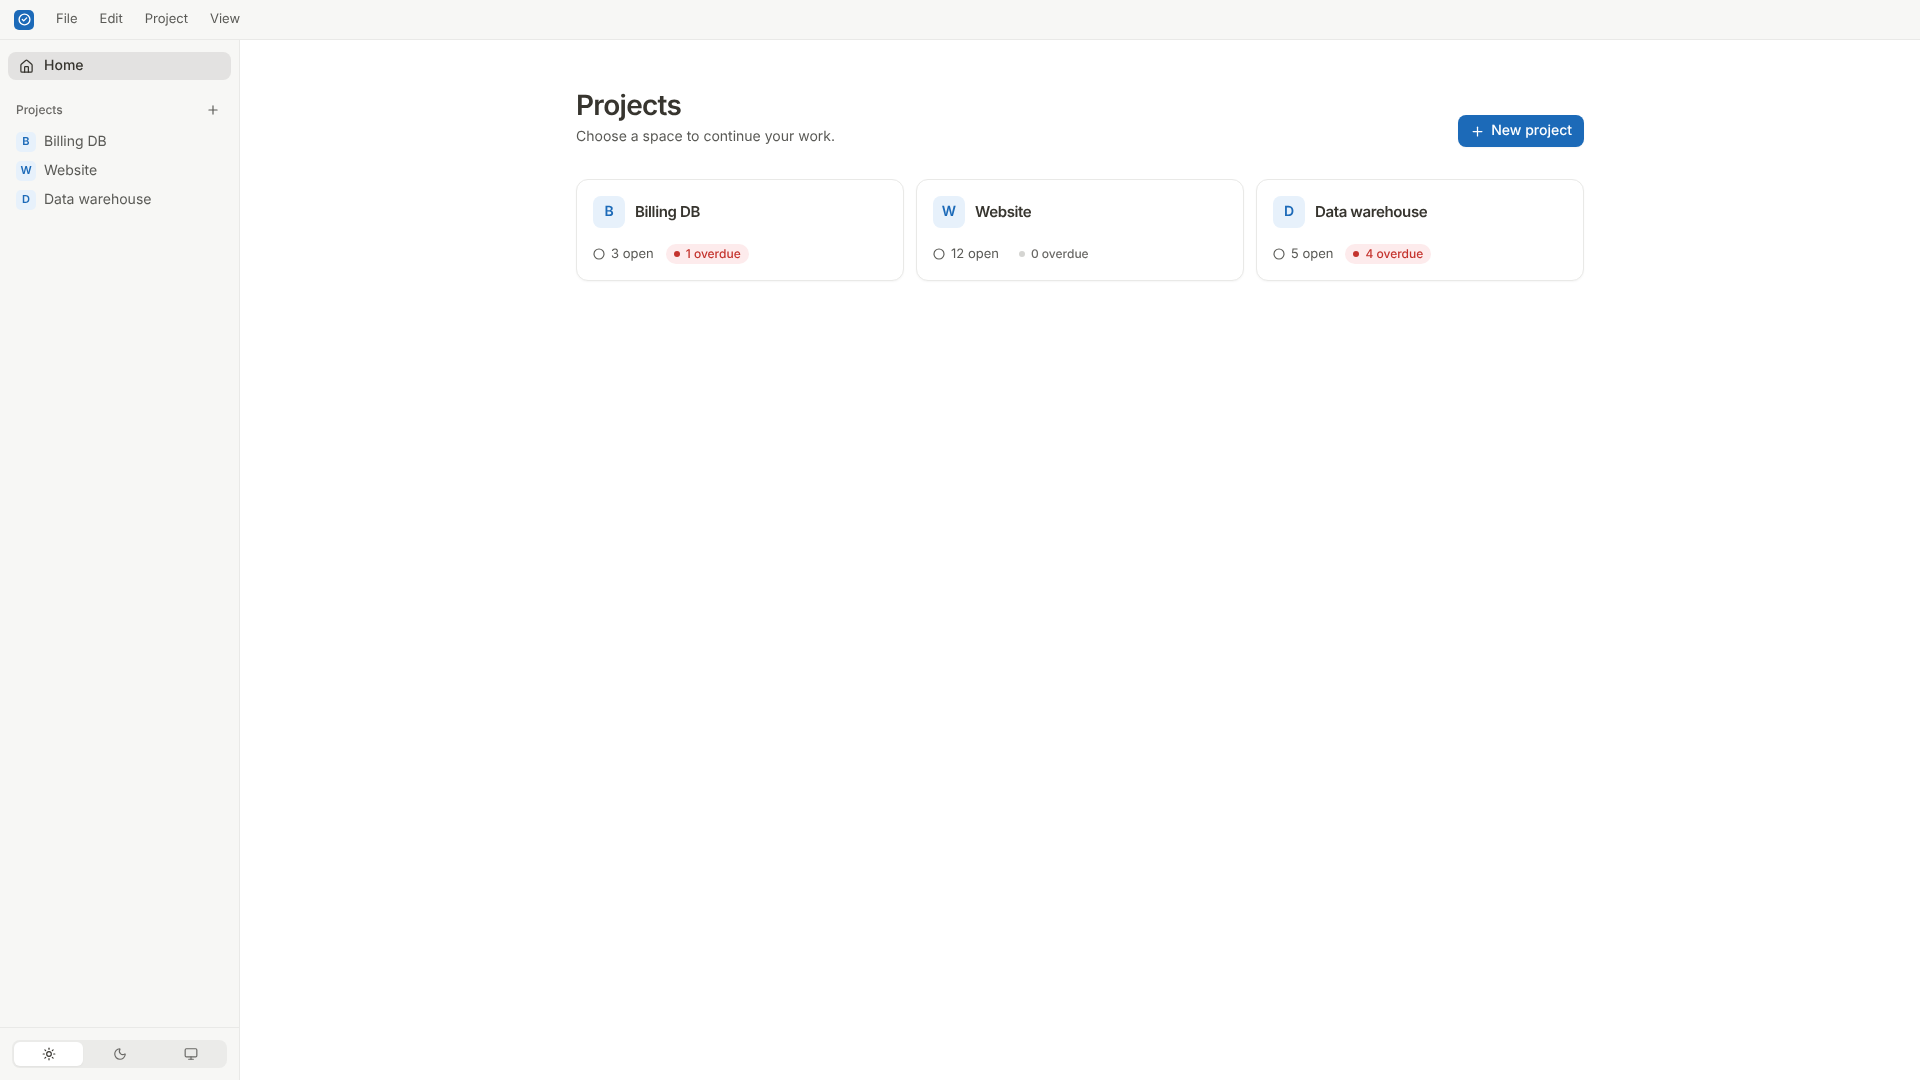 File Edit Project View
Home
Projects
B Billing DB
W Website
D Data warehouse
Projects
Choose a space to continue your work.
New project
B Billing DB
3 open 1 overdue
W Website
12 open 0 overdue
D Data warehouse
5 open 4 overdue